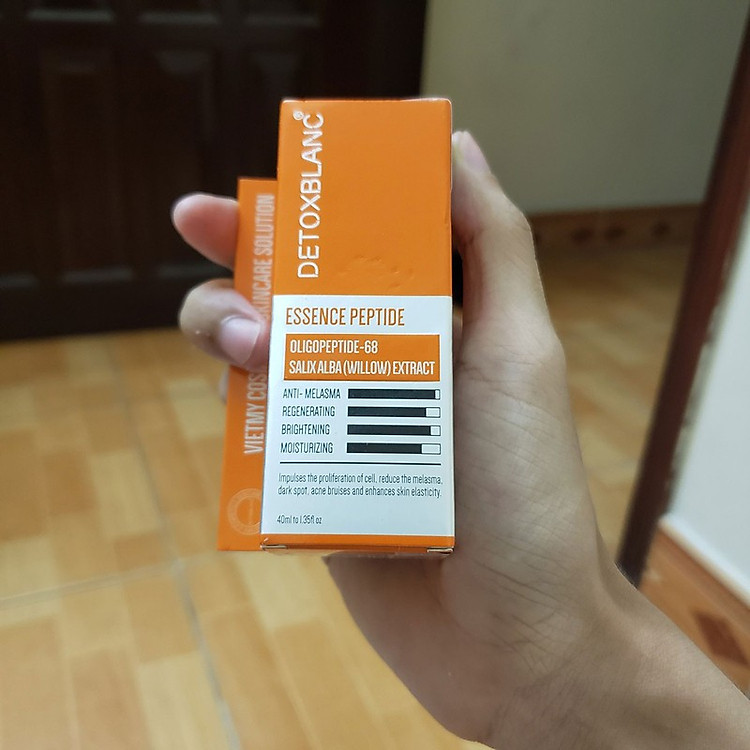 DETOXBLANC®
ESSENCE PEPTIDE
OLIGOPEPTIDE-68
SALIX ALBA (WILLOW) EXTRACT
ANTI- MELASMA
REGENERATING
BRIGHTENING
MOISTURIZING
Impulses the proliferation of cell, reduce the melasma,
dark spot, acne bruises and enhances skin elasticity.
40ml to 1.35fl oz
VIETMY SKINCARE SOLUTION